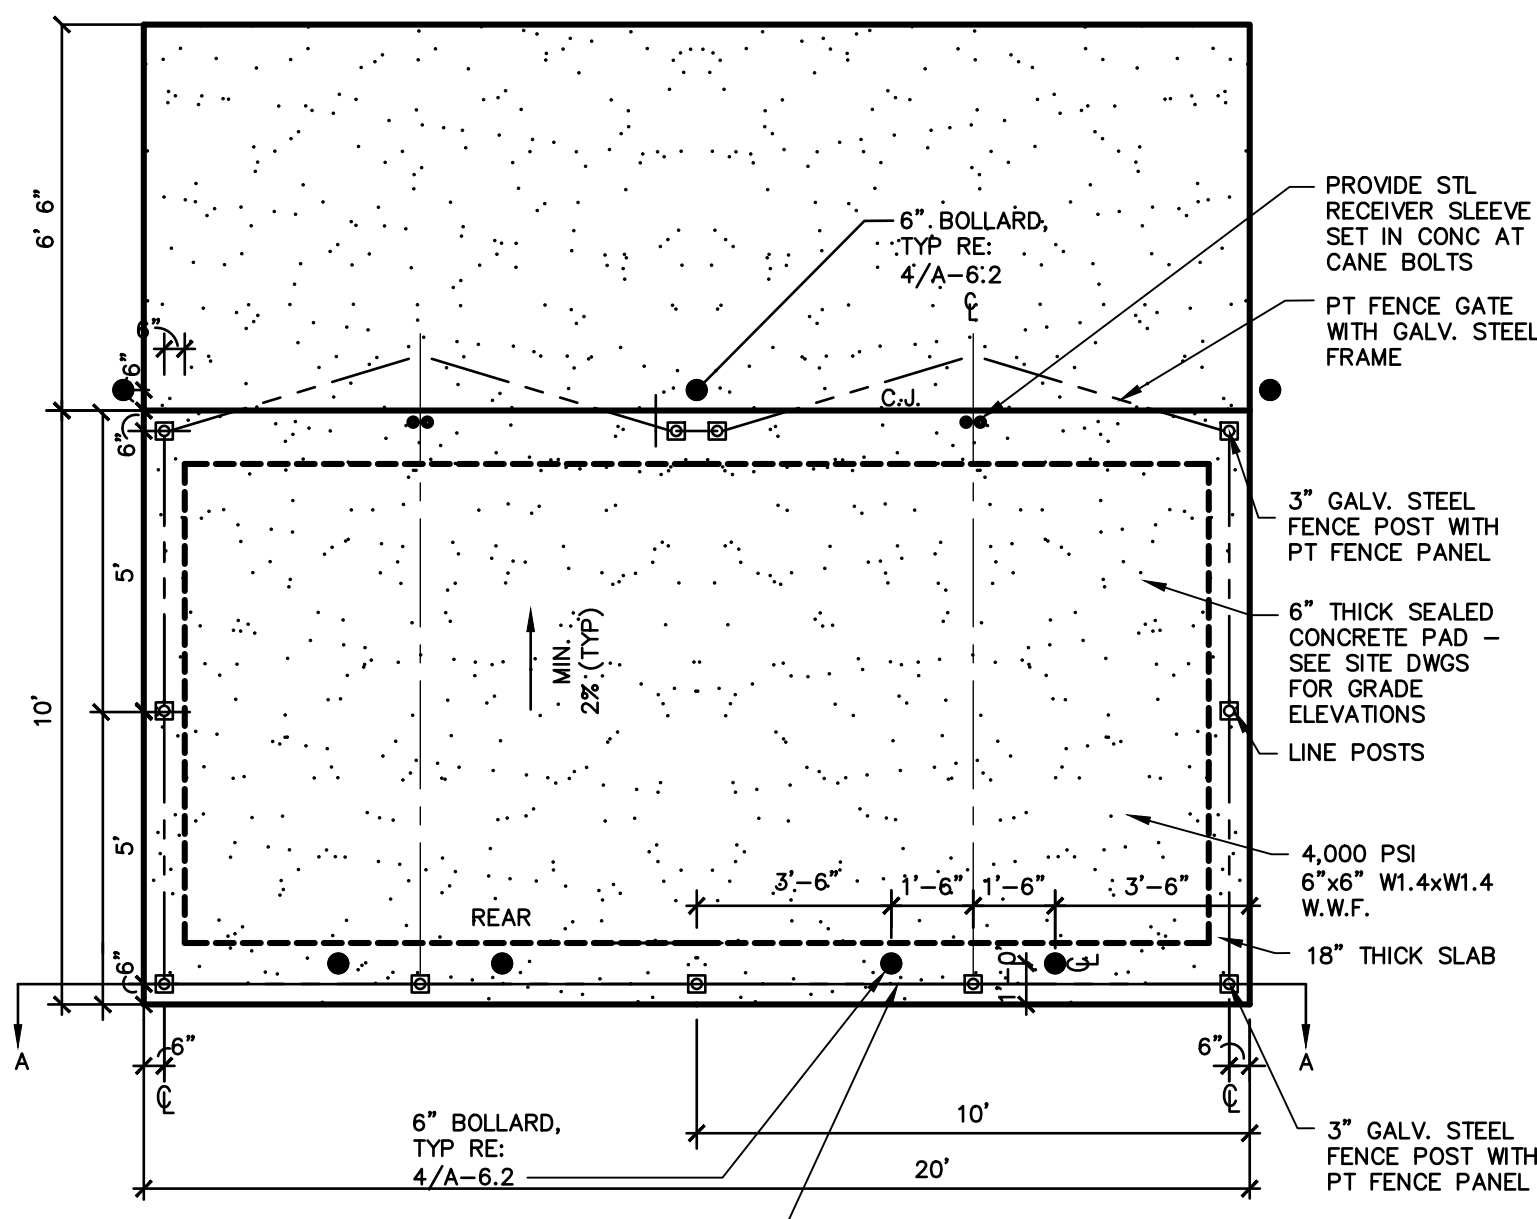 6' 6"
6" BOLLARD,
TYP RE:
4/A-6.2
C
L
PROVIDE STL
RECEIVER SLEEVE
SET IN CONC AT
CANE BOLTS
PT FENCE GATE
WITH GALV. STEEL
FRAME
6"
6"
C.J.
6"
3" GALV. STEEL
FENCE POST WITH
PT FENCE PANEL
5'
10'
MIN.
2% (TYP)
6" THICK SEALED
CONCRETE PAD –
SEE SITE DWGS
FOR GRADE
ELEVATIONS
LINE POSTS
5'
4,000 PSI
6"x6" W1.4xW1.4
W.W.F.
3'-6"
1'-6"
1'-6"
3'-6"
REAR
18" THICK SLAB
6"
1'-0"
C
L
A
6"
6"
A
C
L
C
L
10'
6" BOLLARD,
TYP RE:
4/A-6.2
20'
3" GALV. STEEL
FENCE POST WITH
PT FENCE PANEL